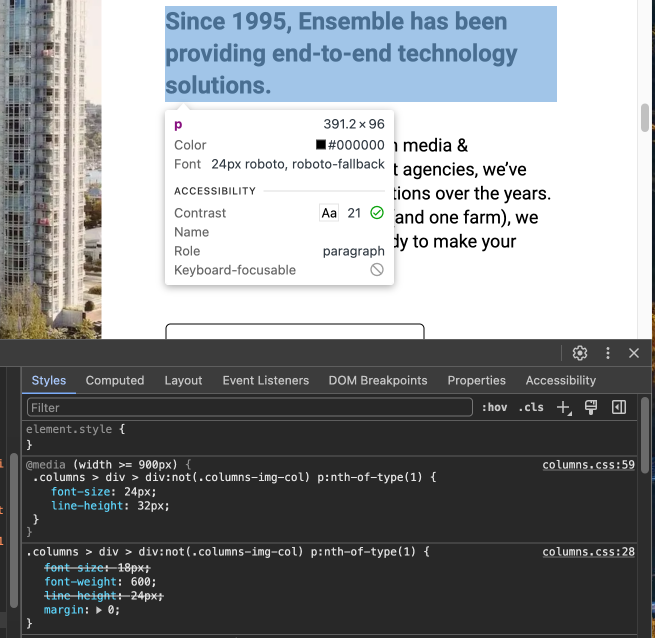 Since 1995, Ensemble has been
providing end-to-end technology
solutions.
p 391.2 × 96
Color #000000
Font 24px roboto, roboto-fallback
ACCESSIBILITY
Contrast Aa 21
Name
Role paragraph
Keyboard-focusable
media &
agencies, we've
tions over the years.
(and one farm), we
dy to make your
Styles Computed Layout Event Listeners DOM Breakpoints Properties Accessibility
Filter :hov .cls
element.style {
}
@media (width >= 900px) {
.columns > div > div:not(.columns-img-col) p:nth-of-type(1) { columns.css:59
font-size: 24px;
line-height: 32px;
}
}
.columns > div > div:not(.columns-img-col) p:nth-of-type(1) { columns.css:28
font-size: 18px;
font-weight: 600;
line-height: 24px;
margin: 0;
}